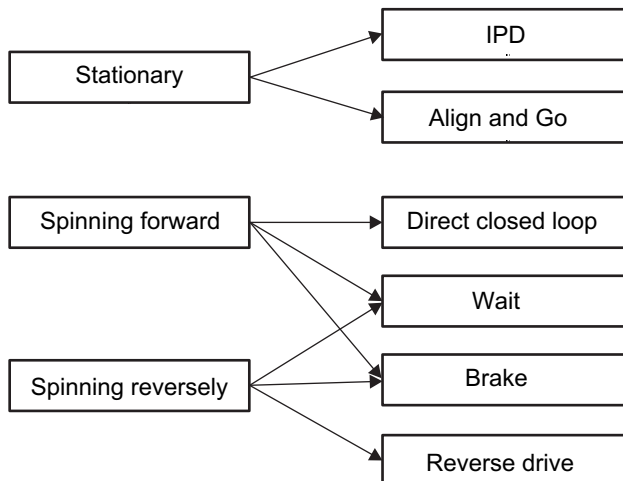 IPD
Stationary
Align and Go
Spinning forward
Direct closed loop
Wait
Spinning reversely
Brake
Reverse drive